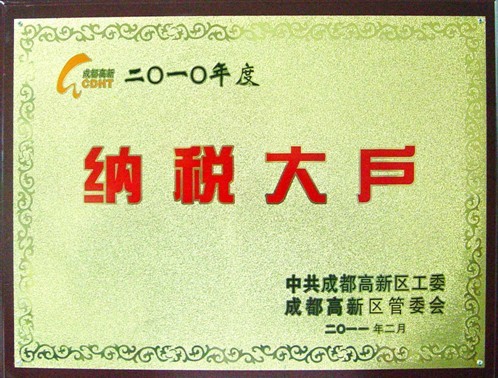 成都高新
CDHT
二〇一〇年度
纳税大户
中共成都高新区工委
成都高新区管委会
二〇一一年二月